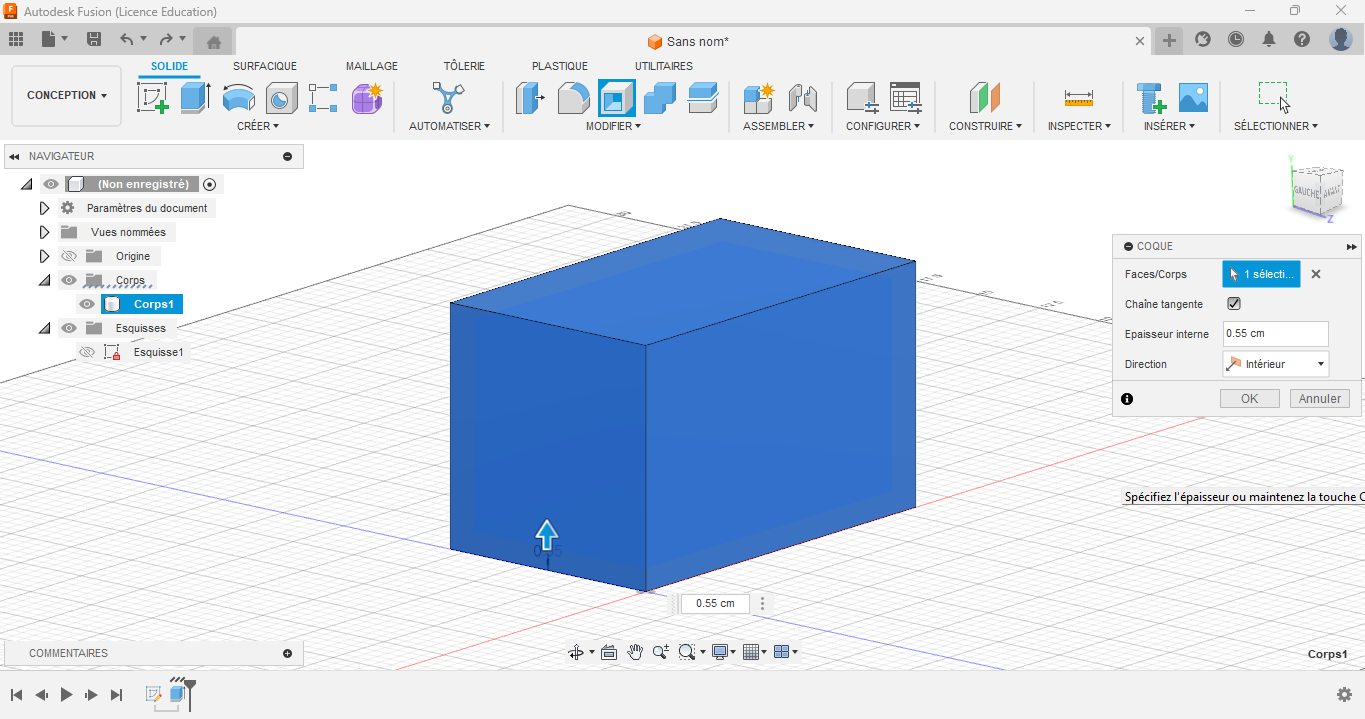 Autodesk Fusion (Licence Education)
Sans nom*
SOLIDE SURFACIQUE MAILLAGE TÔLERIE PLASTIQUE UTILITAIRES
CONCEPTION
CRÉER AUTOMATISER MODIFIER ASSEMBLER CONFIGURER CONSTRUIRE INSPECTER INSÉRER SÉLECTIONNER
NAVIGATEUR
(Non enregistré)
Paramètres du document
Vues nommées
Origine
Corps
Corps1
Esquisses
Esquisse1
Y
GAUCHE AVANT
Z
COQUE
Faces/Corps 1 sélecti...
Chaîne tangente
Epaisseur interne 0.55 cm
Direction Intérieur
OK Annuler
Spécifiez l'épaisseur ou maintenez la touche C
0.55 cm
COMMENTAIRES
Corps1